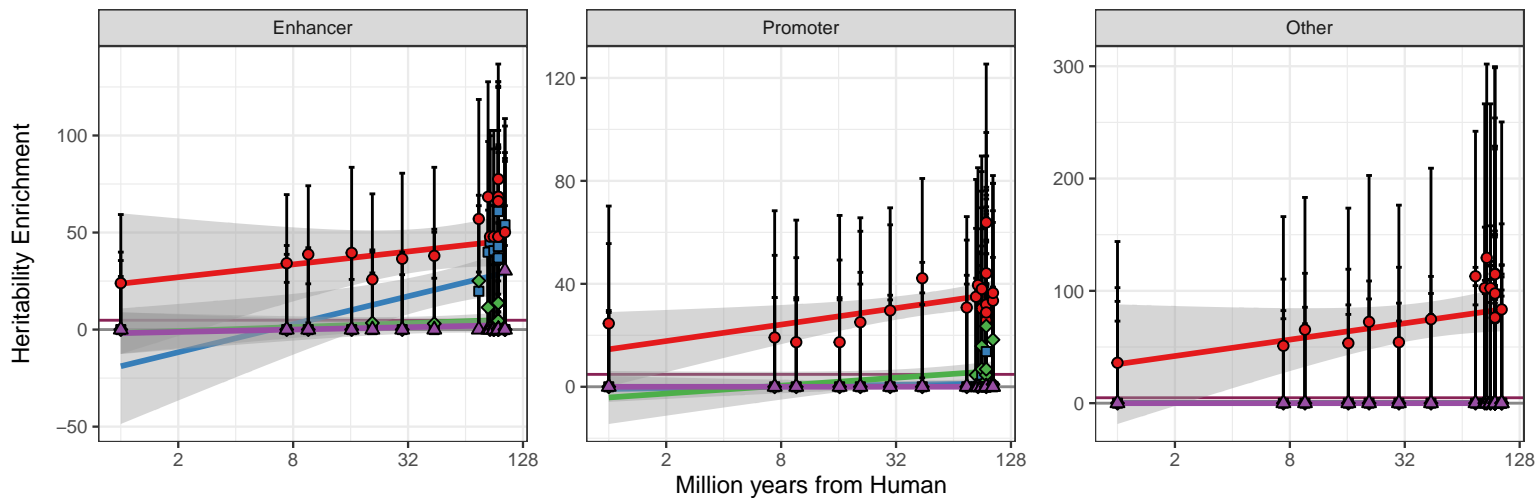 Enhancer
Promoter
Other
Heritability Enrichment
100
50
0
−50
120
80
40
0
300
200
100
0
2 8 32 128
2 8 32 128
2 8 32 128
Million years from Human